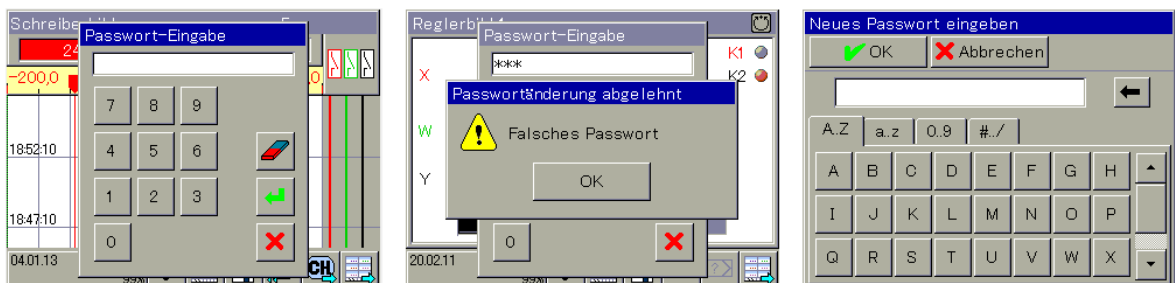 Passwort-Eingabe
-200,0
7 8 9
4 5 6
1 2 3
0
18:52:10
18:47:10
04.01.13
CH
Reglerbild
Passwort-Eingabe
***
K1
K2
X
W
Y
Passwortänderung abgelehnt
Falsches Passwort
OK
0
20.02.11
Neues Passwort eingeben
OK Abbrechen
A..Z a..z 0..9 #../
A B C D E F G H
I J K L M N O P
Q R S T U V W X